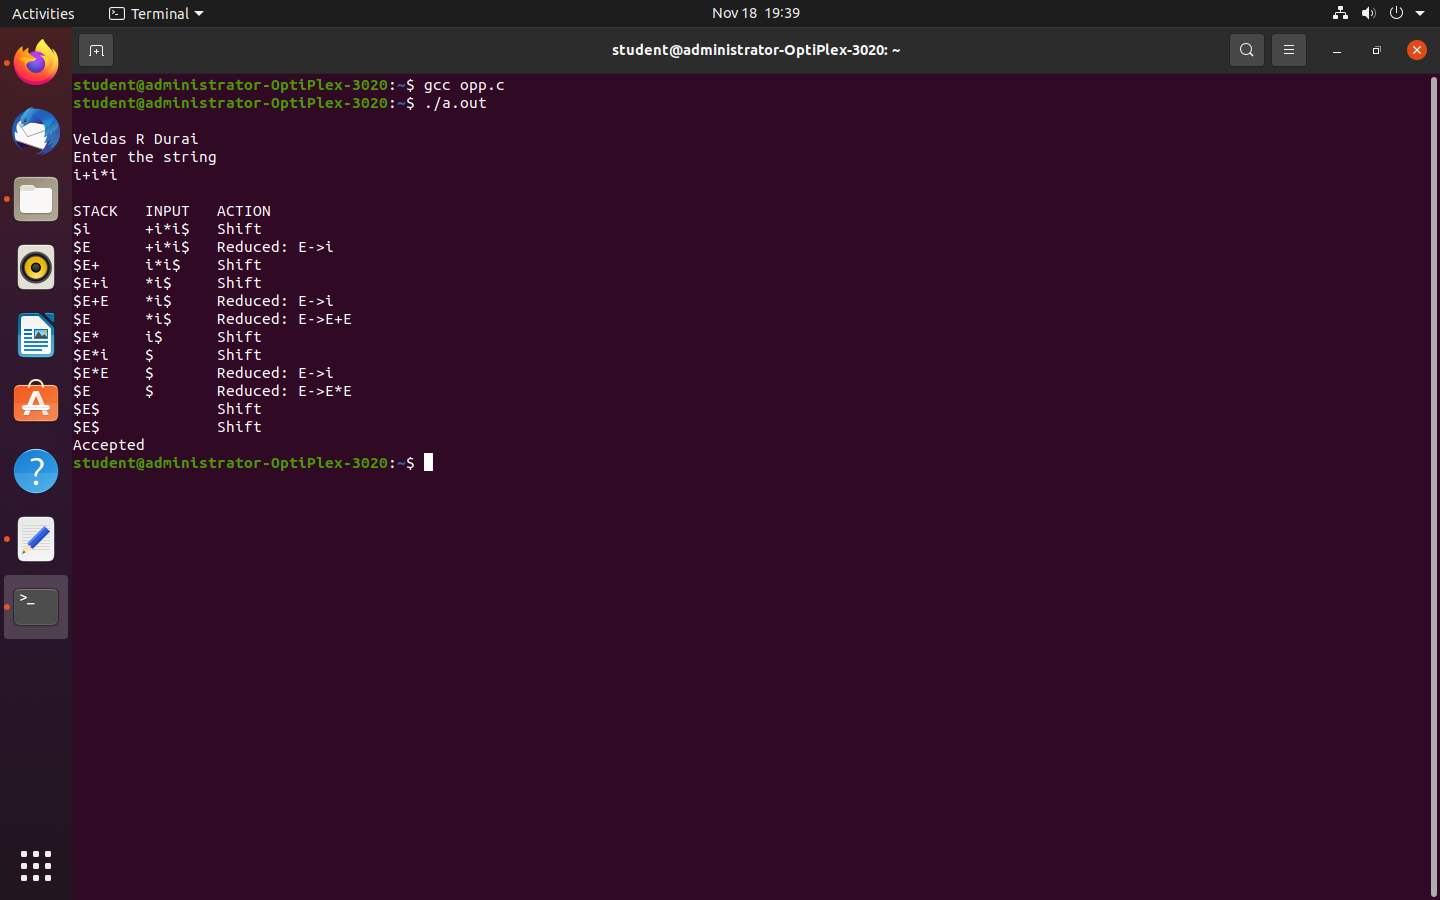 Activities Terminal Nov 18 19:39
student@administrator-OptiPlex-3020: ~
student@administrator-OptiPlex-3020:~$ gcc opp.c
student@administrator-OptiPlex-3020:~$ ./a.out
Veldas R Durai
Enter the string
i+i*i
STACK INPUT ACTION
$i +i*i$ Shift
$E +i*i$ Reduced: E->i
$E+ i*i$ Shift
$E+i *i$ Shift
$E+E *i$ Reduced: E->i
$E *i$ Reduced: E->E+E
$E* i$ Shift
$E*i $ Shift
$E*E $ Reduced: E->i
$E $ Reduced: E->E*E
$E$ Shift
$E$ Shift
Accepted
student@administrator-OptiPlex-3020:~$